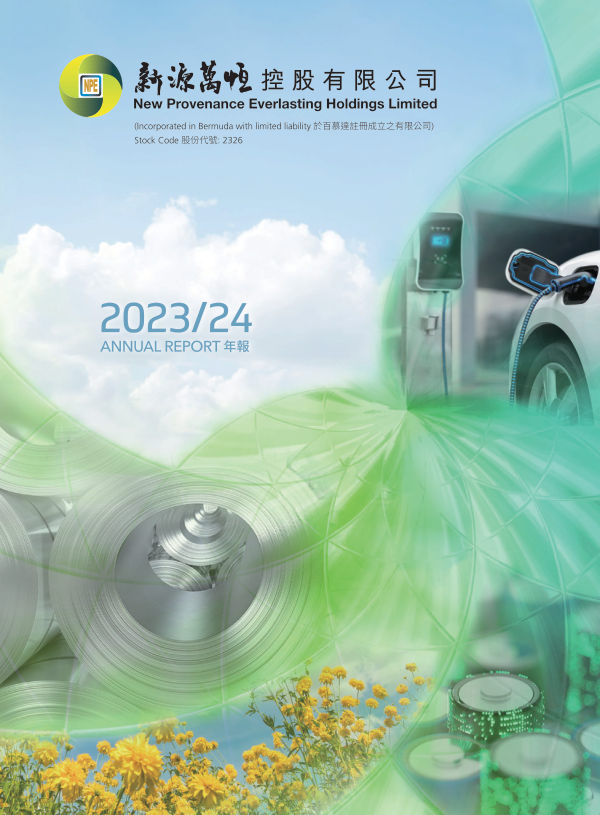 NPE
新源萬恒 控股有限公司
New Provenance Everlasting Holdings Limited
(Incorporated in Bermuda with limited liability 於百慕達註冊成立之有限公司)
Stock Code 股份代號: 2326
2023/24
ANNUAL REPORT 年報